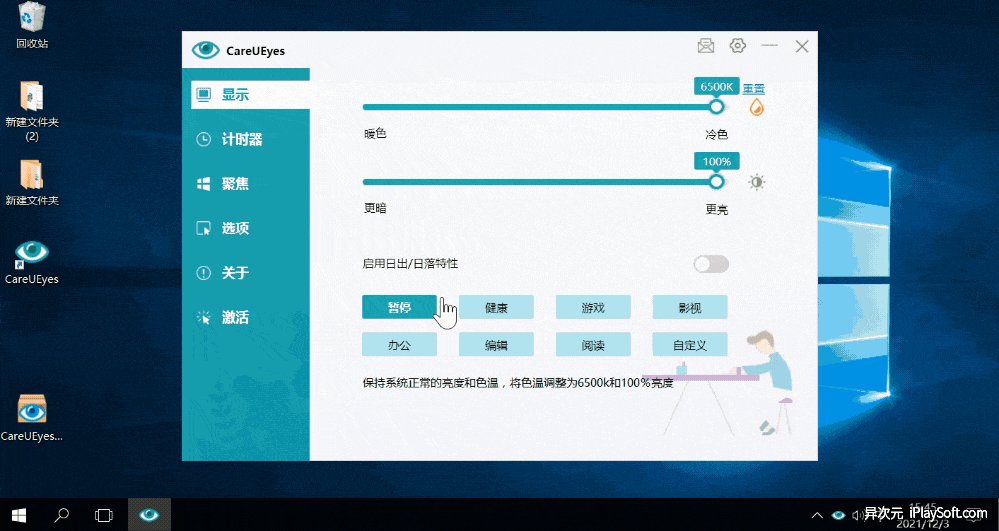 回收站
新建文件夹
(2)
新建文件夹
CareUEyes
CareUEyes...
CareUEyes
显示
计时器
聚焦
选项
关于
激活
6500K
重置
暖色
冷色
100%
更暗
更亮
启用日出/日落特性
暂停
健康
游戏
影视
办公
编辑
阅读
自定义
保持系统正常的亮度和色温，将色温调整为6500k和100%亮度
15:45
异次元 iPlaySoft.com
2021/12/3